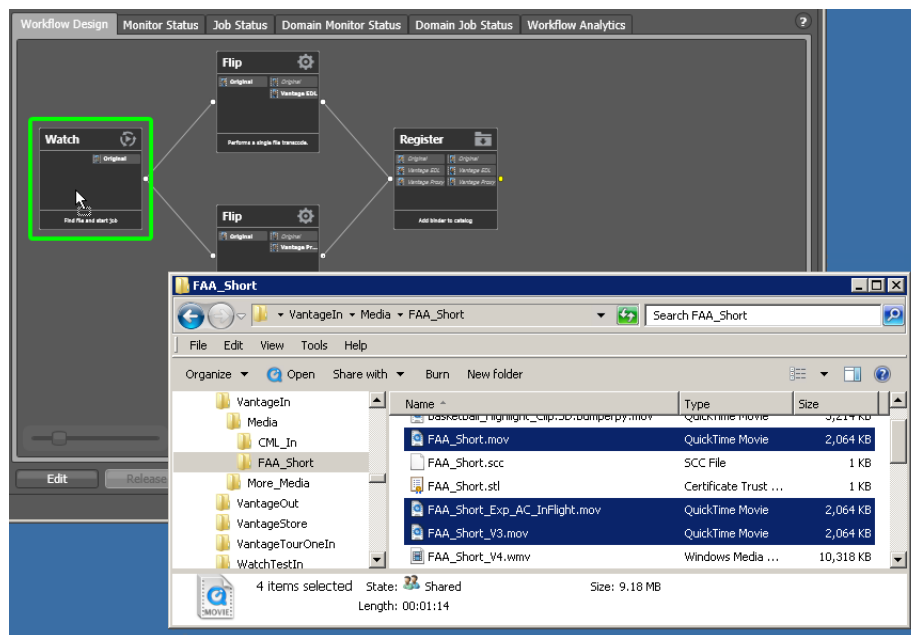 Workflow Design Monitor Status Job Status Domain Monitor Status Domain Job Status Workflow Analytics ?
Flip
Original Original
Vantage EDL
Performs a single file transcode.
Watch
Original
Find file and start job
Register
Original Original
Vantage EDL Vantage EDL
Vantage Proxy Vantage Proxy
Add binder to catalog
Flip
Original Original
Vantage Pr...
Edit Release
FAA_Short
VantageIn Media FAA_Short Search FAA_Short
File Edit View Tools Help
Organize Open Share with Burn New folder
Name Type Size
VantageIn
Media
CML_In
FAA_Short
More_Media
VantageOut
VantageStore
VantageTourOneIn
WatchTestIn
QuickTime Movie
FAA_Short.mov QuickTime Movie 2,064 KB
FAA_Short.scc SCC File 1 KB
FAA_Short.stl Certificate Trust ... 1 KB
FAA_Short_Exp_AC_InFlight.mov QuickTime Movie 2,064 KB
FAA_Short_V3.mov QuickTime Movie 2,064 KB
FAA_Short_V4.wmv Windows Media ... 10,318 KB
MOVIE
4 items selected State: Shared Size: 9.18 MB
Length: 00:01:14